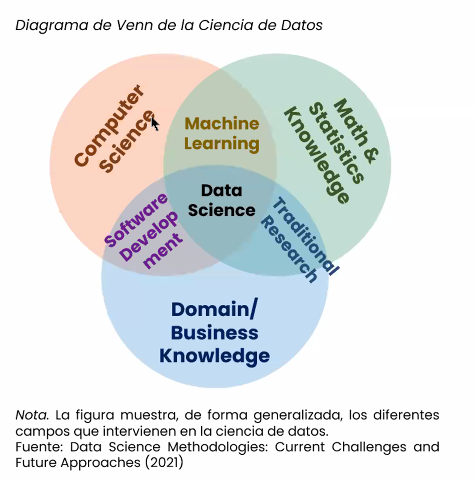 Diagrama de Venn de la Ciencia de Datos
Computer
Science
Machine
Learning
Math &
Statistics
Knowledge
Data
Science
Software
Develop
ment
Traditional
Research
Domain/
Business
Knowledge
Nota. La figura muestra, de forma generalizada, los diferentes
campos que intervienen en la ciencia de datos.
Fuente: Data Science Methodologies: Current Challenges and
Future Approaches (2021)